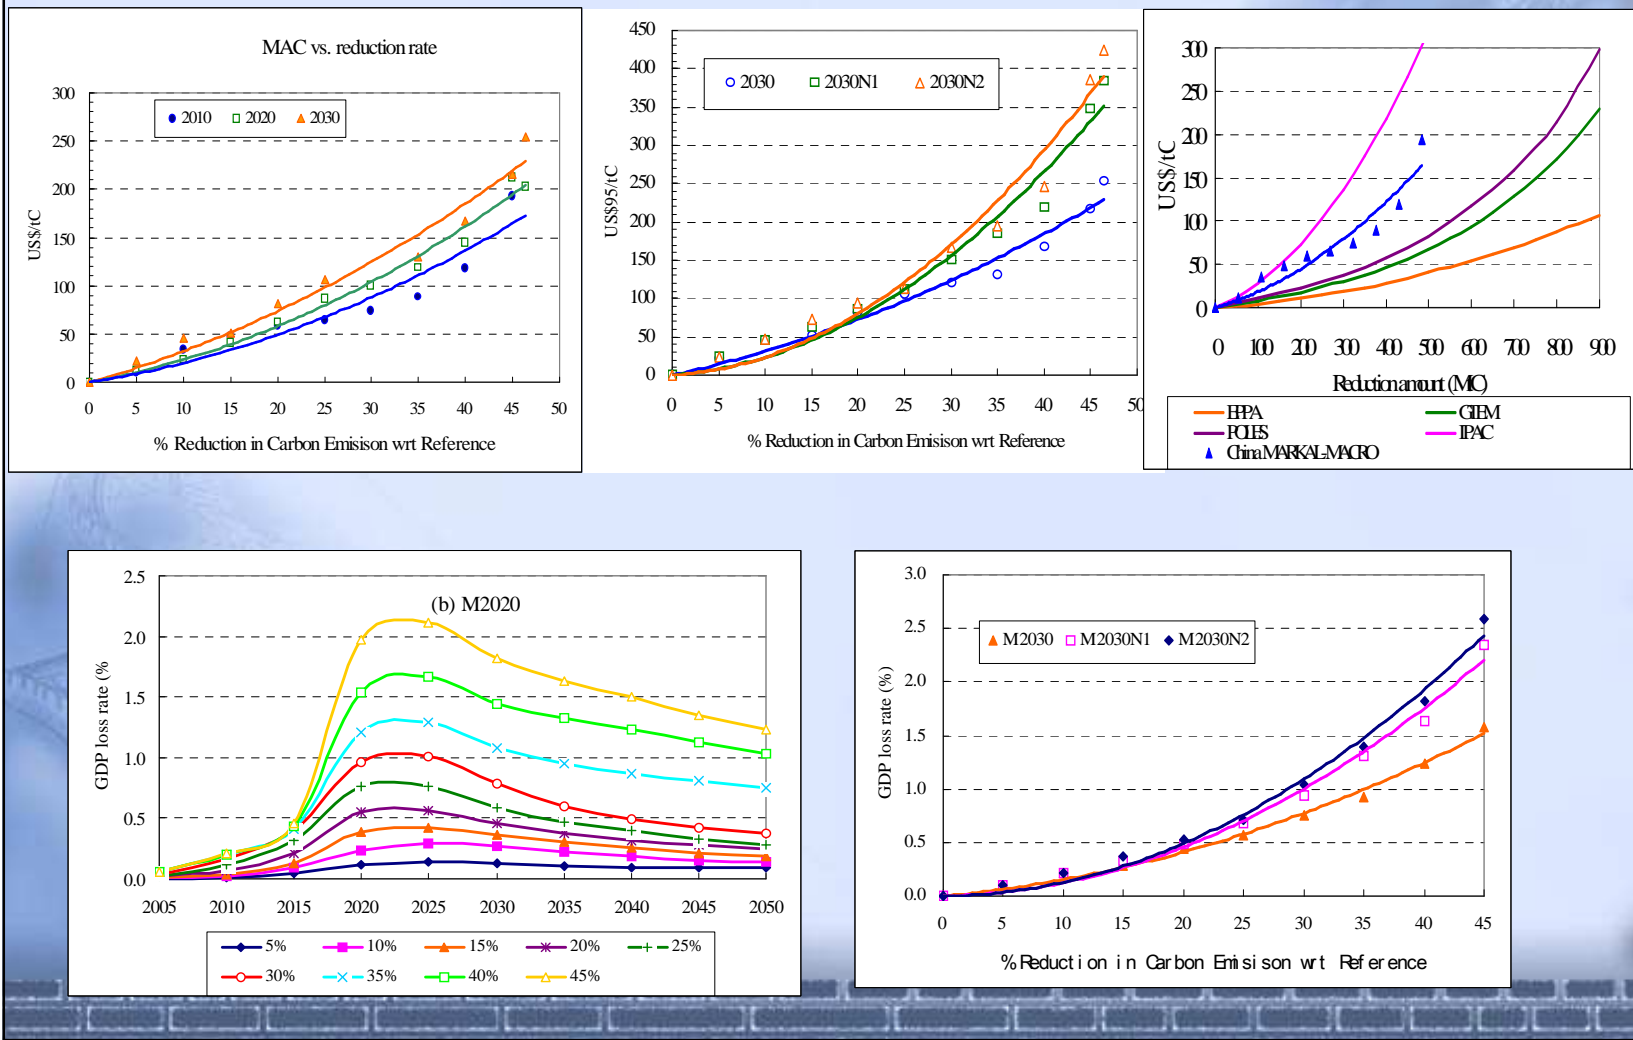 MAC vs. reduction rate
300
250
200
150
100
50
0
US$/tC
2010 2020 2030
0 5 10 15 20 25 30 35 40 45 50
% Reduction in Carbon Emisison wrt Reference
450
400
350
300
250
200
150
100
50
0
US$95/tC
2030 2030N1 2030N2
0 5 10 15 20 25 30 35 40 45 50
% Reduction in Carbon Emisison wrt Reference
300
250
200
150
100
50
0
US$/tC
0 100 200 300 400 500 600 700 800 900
Reduction amount (MtC)
EPPA GTEM
POLES IPAC
China MARKAL-MACRO
(b) M2020
2.5
2.0
1.5
1.0
0.5
0.0
GDP loss rate (%
2005 2010 2015 2020 2025 2030 2035 2040 2045 2050
5% 10% 15% 20% 25%
30% 35% 40% 45%
3.0
2.5
2.0
1.5
1.0
0.5
0.0
GDP loss rate (%)
M2030 M2030N1 M2030N2
0 5 10 15 20 25 30 35 40 45
% Reduction in Carbon Emisison wrt Reference